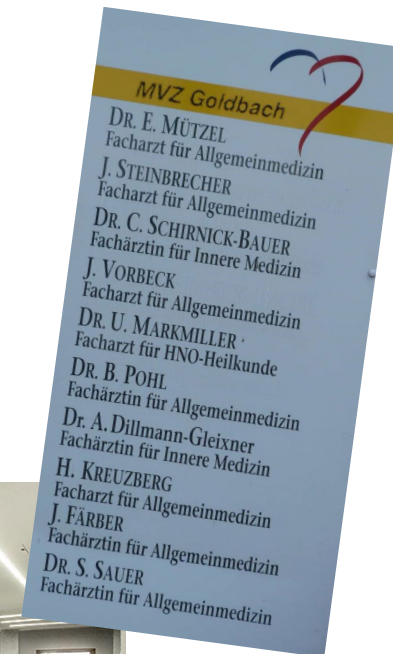 MVZ Goldbach
DR. E. MÜTZEL
Facharzt für Allgemeinmedizin
J. STEINBRECHER
Facharzt für Allgemeinmedizin
DR. C. SCHIRNICK-BAUER
Fachärztin für Innere Medizin
J. VORBECK
Facharzt für Allgemeinmedizin
DR. U. MARKMILLER
Facharzt für HNO-Heilkunde
DR. B. POHL
Fachärztin für Allgemeinmedizin
Dr. A. Dillmann-Gleixner
Fachärztin für Innere Medizin
H. KREUZBERG
Facharzt für Allgemeinmedizin
J. FÄRBER
Fachärztin für Allgemeinmedizin
DR. S. SAUER
Fachärztin für Allgemeinmedizin